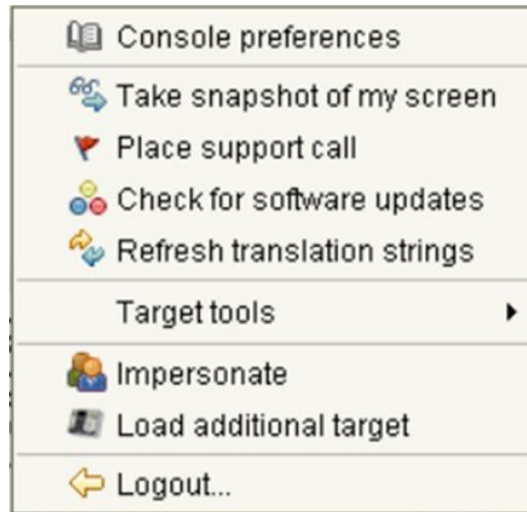 Console preferences
Take snapshot of my screen
Place support call
Check for software updates
Refresh translation strings
Target tools
Impersonate
Load additional target
Logout...